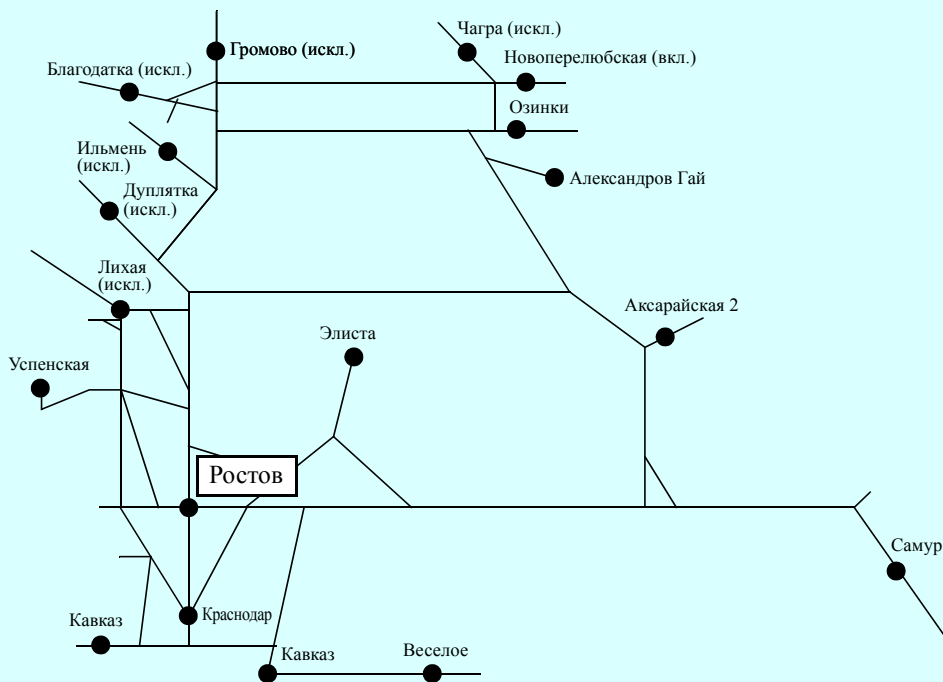 Чагра (искл.)
Громово (искл.)
Новоперелюбская (вкл.)
Благодатка (искл.)
Озинки
Ильмень
(искл.)
Александров Гай
Дуплятка
(искл.)
Лихая
(искл.)
Аксарайская 2
Элиста
Успенская
Ростов
Самур
Краснодар
Кавказ
Кавказ
Веселое